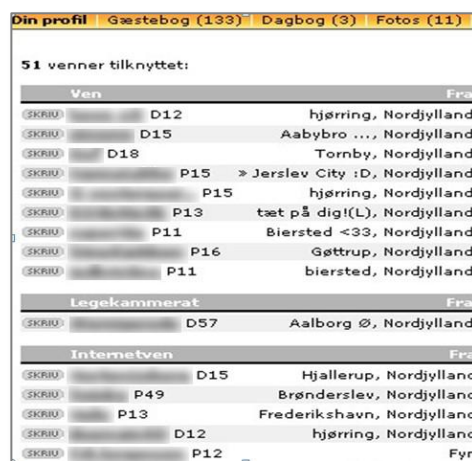 Din profil Gæstebog (133) Dagbog (3) Fotos (11)
51 venner tilknyttet:
Ven Fra
SKRIV D12 hjørring, Nordjylland
SKRIV D15 Aabybro ..., Nordjylland
SKRIV D18 Tornby, Nordjylland
SKRIV P15 » Jerslev City :D, Nordjylland
SKRIV P15 hjørring, Nordjylland
SKRIV P13 tæt på dig!(L), Nordjylland
SKRIV P11 Biersted <33, Nordjylland
SKRIV P16 Gøttrup, Nordjylland
SKRIV P11 biersted, Nordjylland
Legekammerat Fra
SKRIV D57 Aalborg Ø, Nordjylland
Internetven Fra
SKRIV D15 Hjallerup, Nordjylland
SKRIV P49 Brønderslev, Nordjylland
SKRIV P13 Frederikshavn, Nordjylland
SKRIV D12 hjørring, Nordjylland
SKRIV P12 Fyn